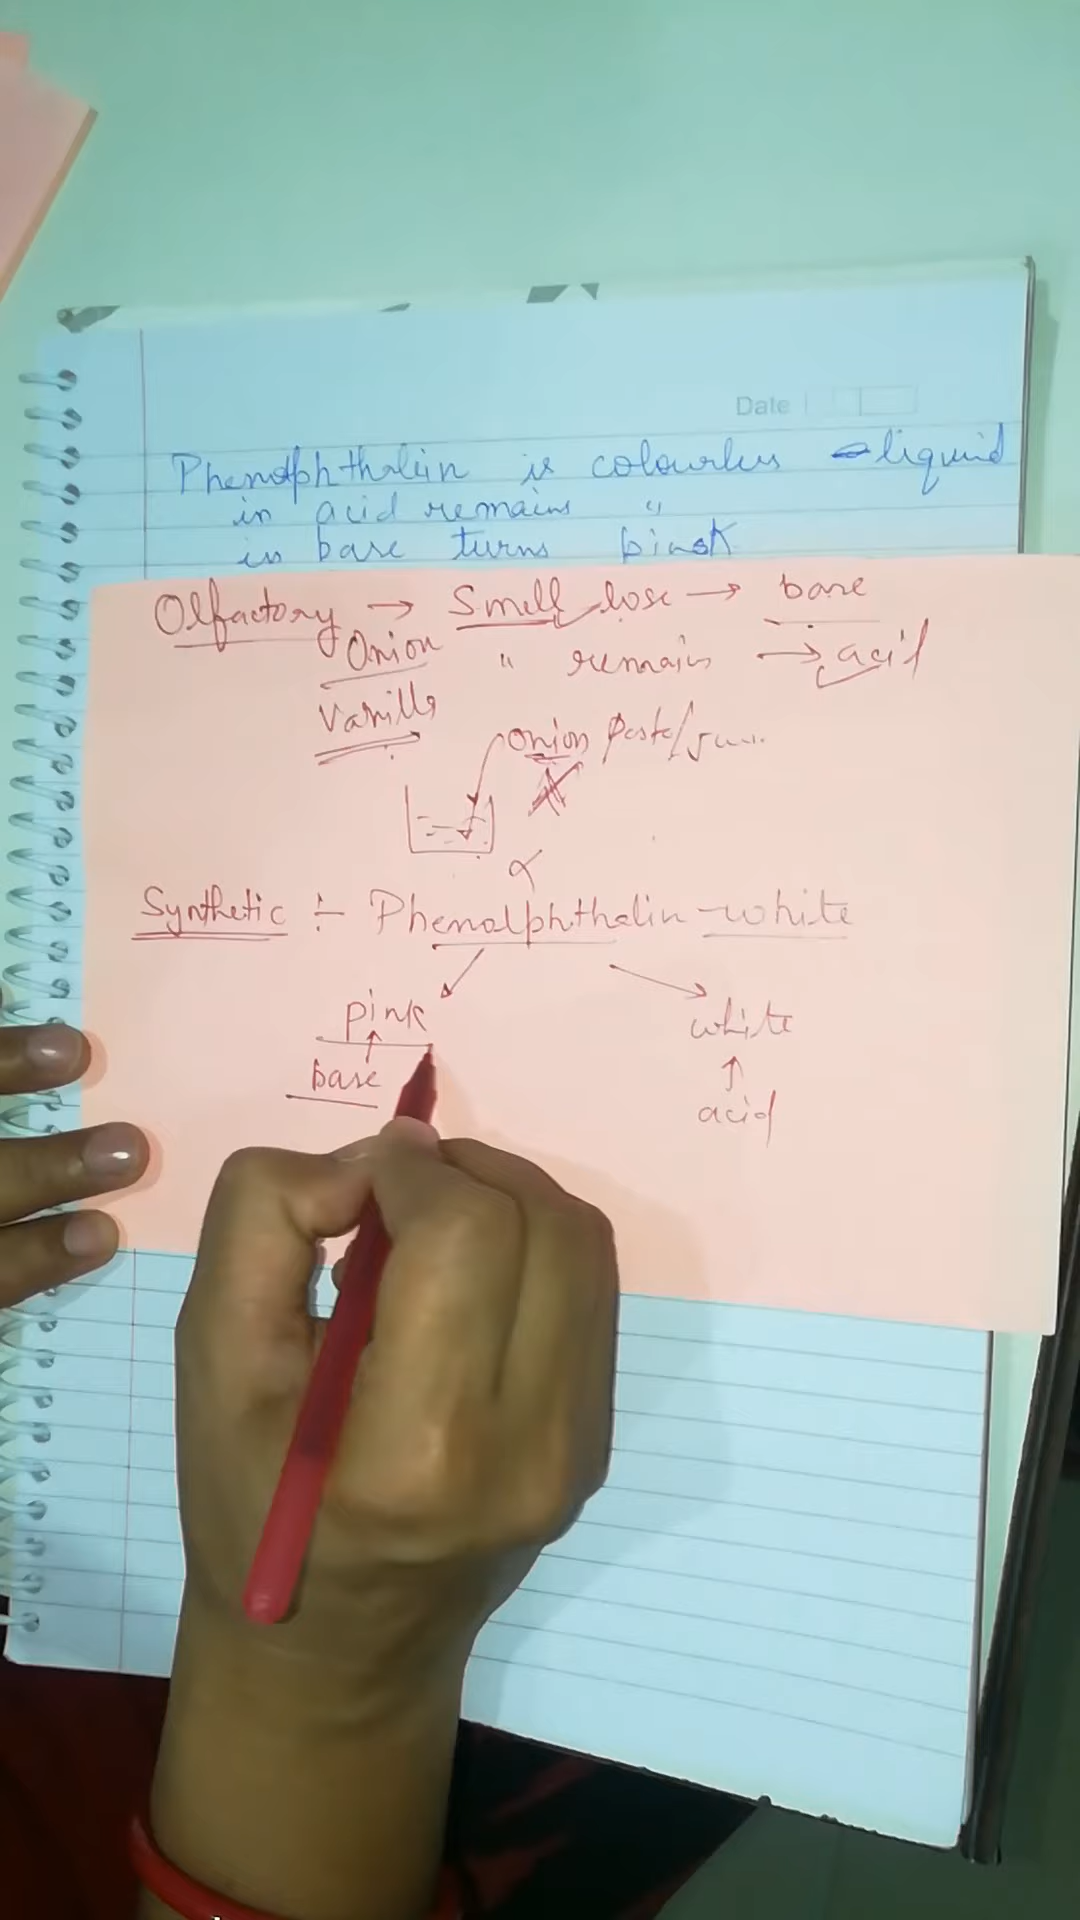 Date
Phenolphthalein is colourless liquid
in acid remains "
in base turns pink
Olfactory → Smell lose → base
Onion " remains → acid
Vanilla
Onion Paste/
Synthetic :- Phenolphthalin - white
pink white
↑ ↑
base acid